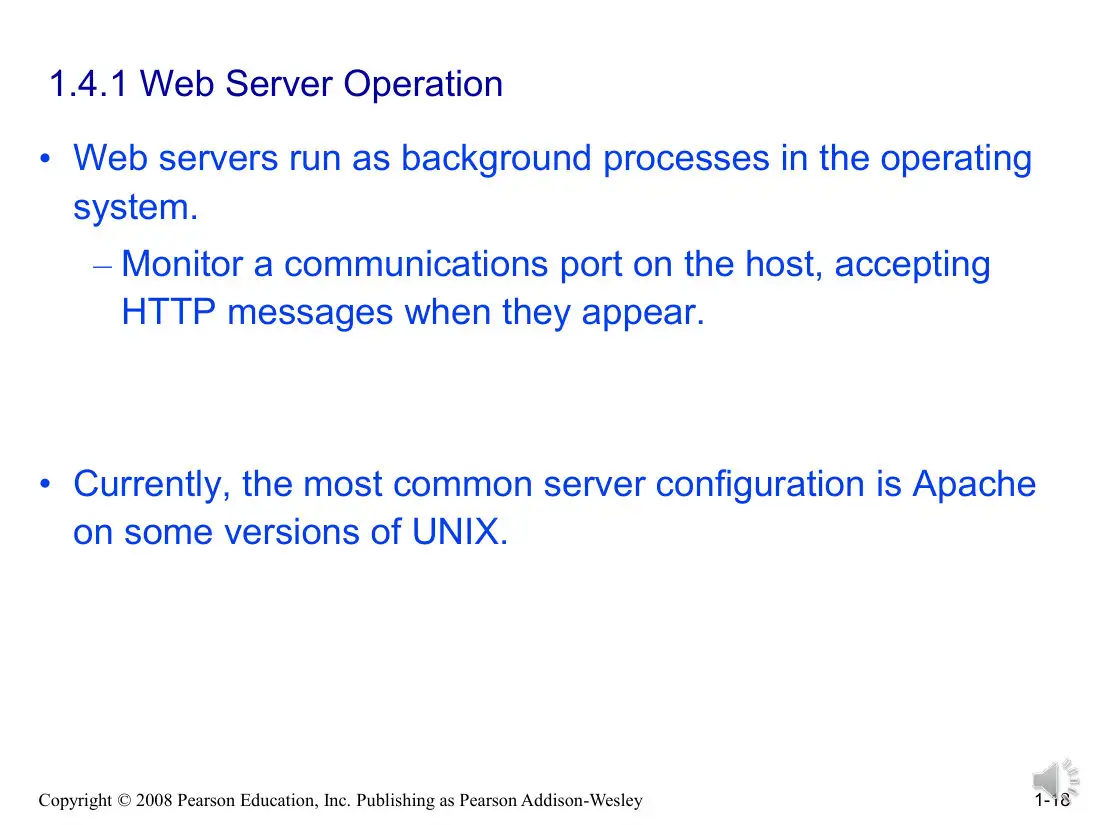 1.4.1 Web Server Operation
• Web servers run as background processes in the operating
system.
– Monitor a communications port on the host, accepting
HTTP messages when they appear.
• Currently, the most common server configuration is Apache
on some versions of UNIX.
Copyright © 2008 Pearson Education, Inc. Publishing as Pearson Addison-Wesley
1-18